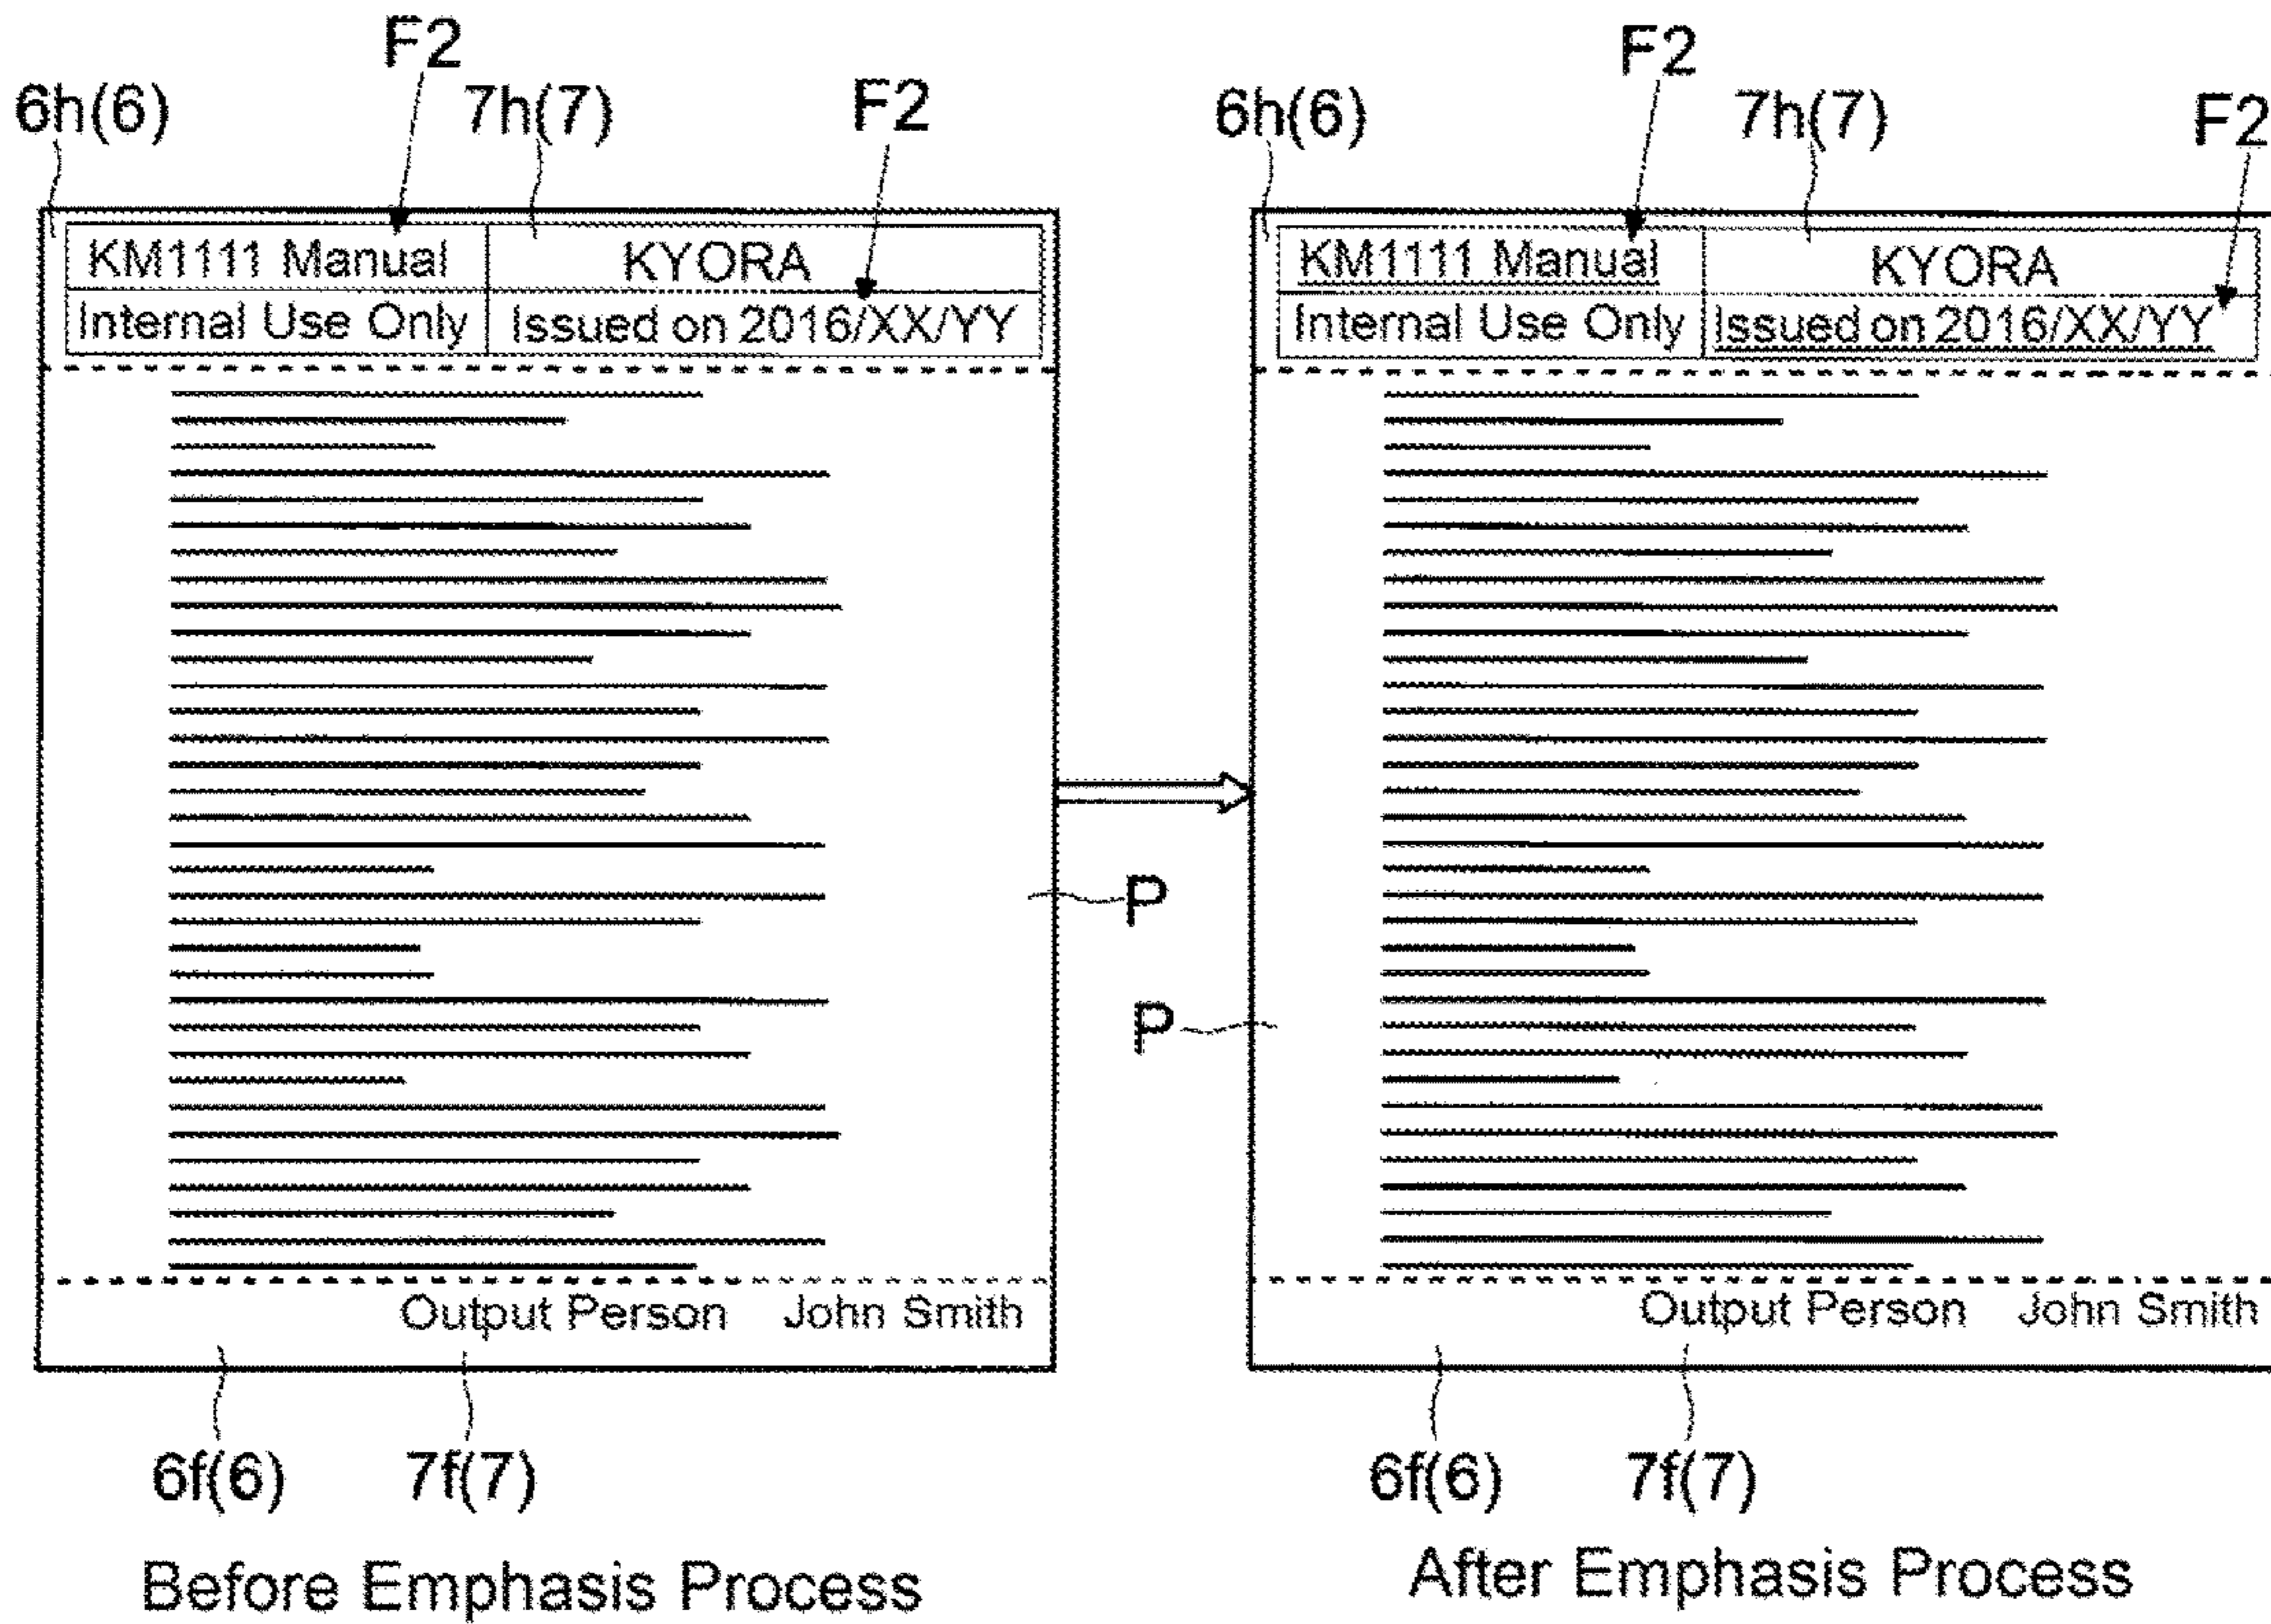 F2 F2
6h(6) 7h(7) F2 6h(6) 7h(7) F2
KM1111 Manual KYORA KM1111 Manual KYORA
Internal Use Only Issued on 2016/XX/YY Internal Use Only Issued on 2016/XX/YY
P
P
Output Person John Smith Output Person John Smith
6f(6) 7f(7) 6f(6) 7f(7)
Before Emphasis Process After Emphasis Process